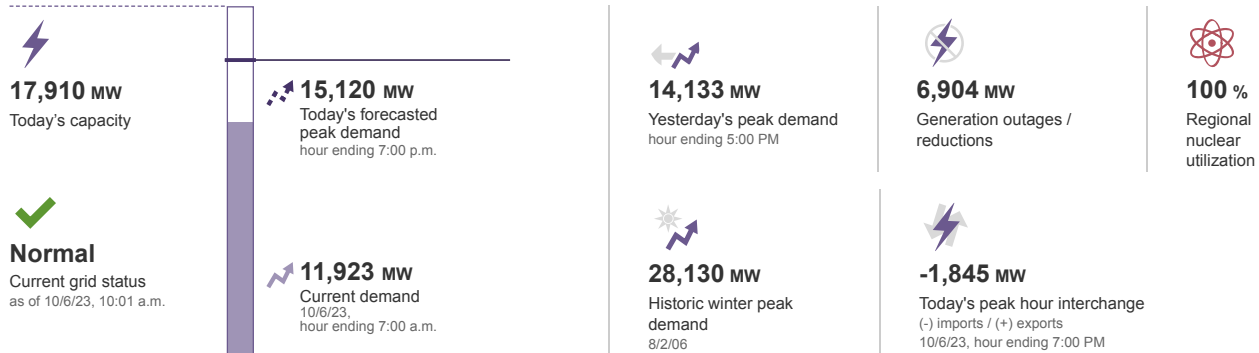 17,910 MW
Today's capacity
Normal
Current grid status
as of 10/6/23, 10:01 a.m.
15,120 MW
Today's forecasted
peak demand
hour ending 7:00 p.m.
11,923 MW
Current demand
10/6/23,
hour ending 7:00 a.m.
14,133 MW
Yesterday's peak demand
hour ending 5:00 PM
6,904 MW
Generation outages /
reductions
100 %
Regional
nuclear
utilization
28,130 MW
Historic winter peak
demand
8/2/06
-1,845 MW
Today's peak hour interchange
(-) imports / (+) exports
10/6/23, hour ending 7:00 PM